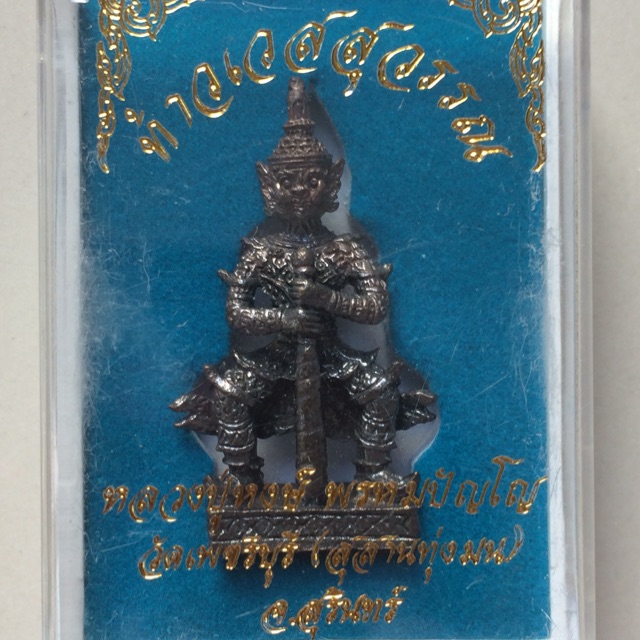 ท้าวเวสสุวรรณ
หลวงปู่หงษ์ พรหมปัญโญ
วัดเพชรบุรี (สุสานทุ่งมน)
จ.สุรินทร์